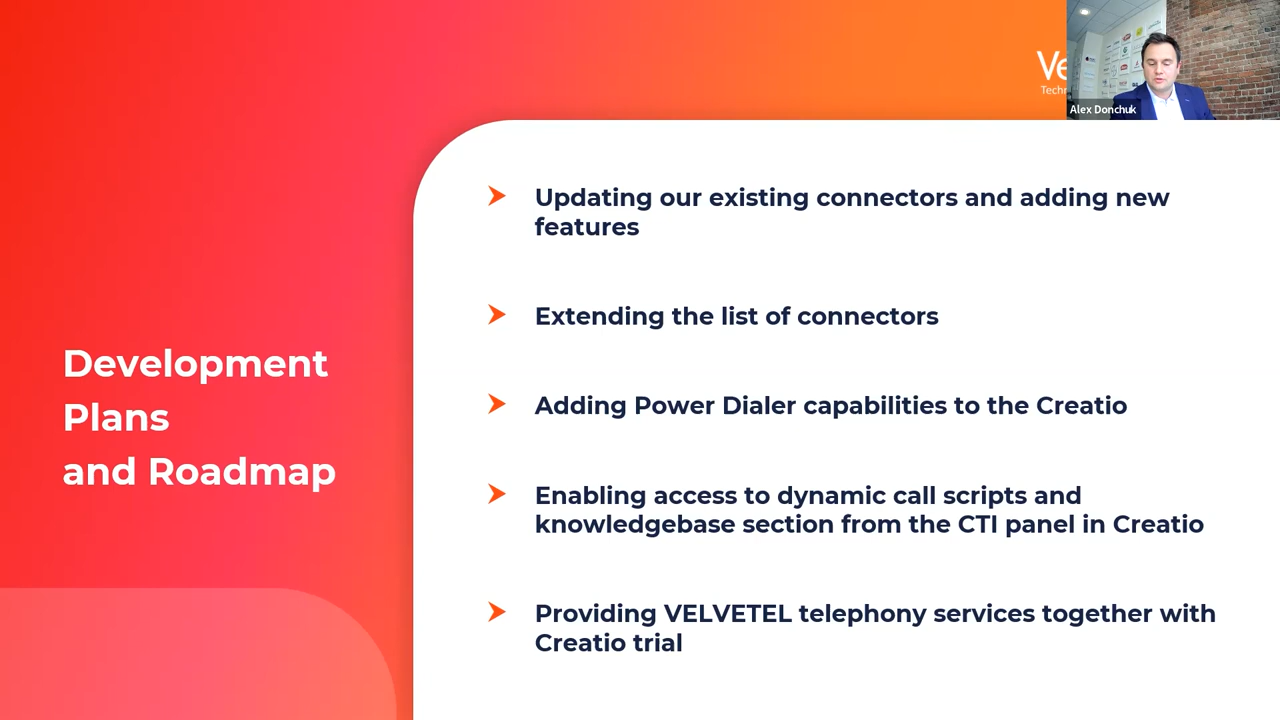 Ve
Techn
Alex Donchuk
Development
Plans
and Roadmap
Updating our existing connectors and adding new
features
Extending the list of connectors
Adding Power Dialer capabilities to the Creatio
Enabling access to dynamic call scripts and
knowledgebase section from the CTI panel in Creatio
Providing VELVETEL telephony services together with
Creatio trial